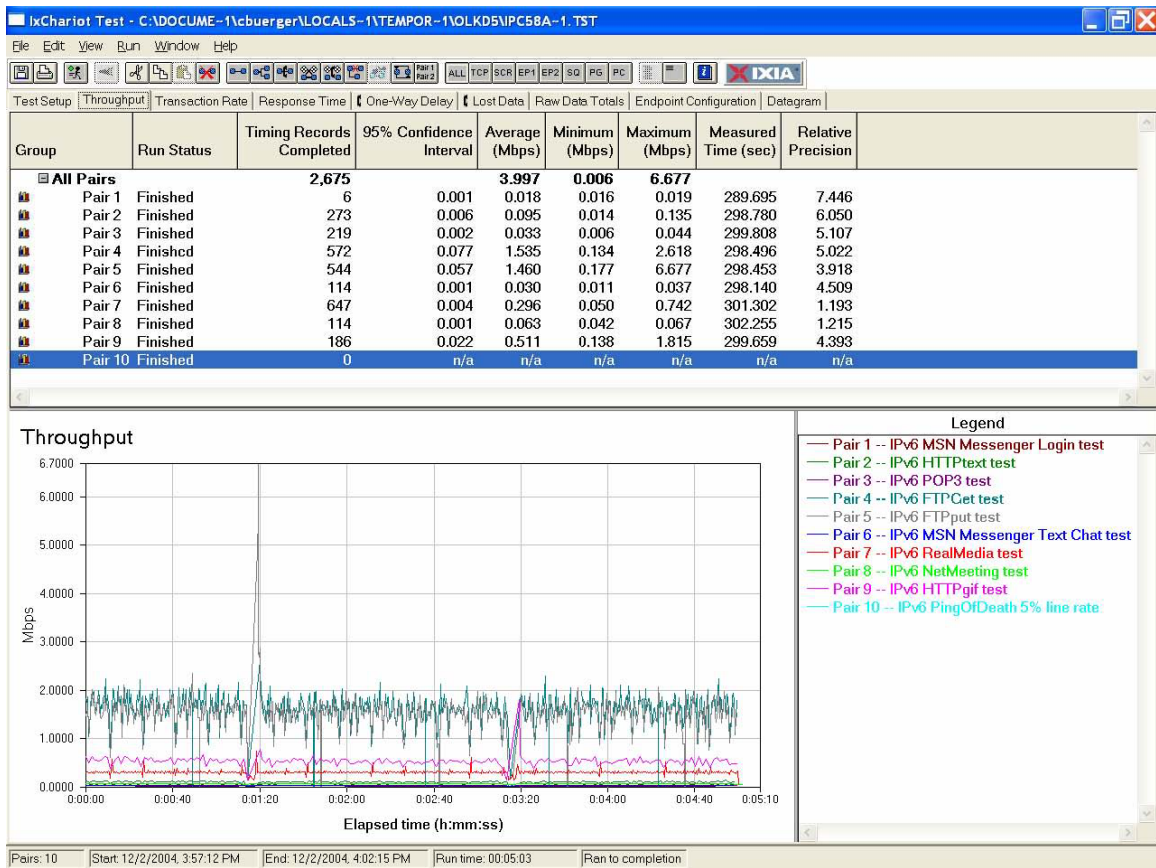 IxChariot Test - C:\DOCUME~1\cbuerger\LOCALS~1\TEMPOR~1\OLKD5\IPC58A~1.TST
File Edit View Run Window Help
Pair 1 Pair 2 ALL TCP SCR EP1 EP2 SQ PG PC IXIA
Test Setup Throughput Transaction Rate Response Time One-Way Delay Lost Data Raw Data Totals Endpoint Configuration Datagram
Group Run Status Timing Records Completed 95% Confidence Interval Average (Mbps) Minimum (Mbps) Maximum (Mbps) Measured Time (sec) Relative Precision
All Pairs 2,675 3.997 0.006 6.677
Pair 1 Finished 6 0.001 0.018 0.016 0.019 289.695 7.446
Pair 2 Finished 273 0.006 0.095 0.014 0.135 298.780 6.050
Pair 3 Finished 219 0.002 0.033 0.006 0.044 299.808 5.107
Pair 4 Finished 572 0.077 1.535 0.134 2.618 298.496 5.022
Pair 5 Finished 544 0.057 1.460 0.177 6.677 298.453 3.918
Pair 6 Finished 114 0.001 0.030 0.011 0.037 298.140 4.509
Pair 7 Finished 647 0.004 0.296 0.050 0.742 301.302 1.193
Pair 8 Finished 114 0.001 0.063 0.042 0.067 302.255 1.215
Pair 9 Finished 186 0.022 0.511 0.138 1.815 299.659 4.393
Pair 10 Finished 0 n/a n/a n/a n/a n/a n/a
Throughput
6.7000
6.0000
5.0000
4.0000
3.0000
2.0000
1.0000
0.0000
Mbps
0:00:00 0:00:40 0:01:20 0:02:00 0:02:40 0:03:20 0:04:00 0:04:40 0:05:10
Elapsed time (h:mm:ss)
Legend
Pair 1 -- IPv6 MSN Messenger Login test
Pair 2 -- IPv6 HTTPtext test
Pair 3 -- IPv6 POP3 test
Pair 4 -- IPv6 FTPGet test
Pair 5 -- IPv6 FTPput test
Pair 6 -- IPv6 MSN Messenger Text Chat test
Pair 7 -- IPv6 RealMedia test
Pair 8 -- IPv6 NetMeeting test
Pair 9 -- IPv6 HTTPgif test
Pair 10 -- IPv6 PingOfDeath 5% line rate
Pairs: 10 Start: 12/2/2004, 3:57:12 PM End: 12/2/2004, 4:02:15 PM Run time: 00:05:03 Ran to completion